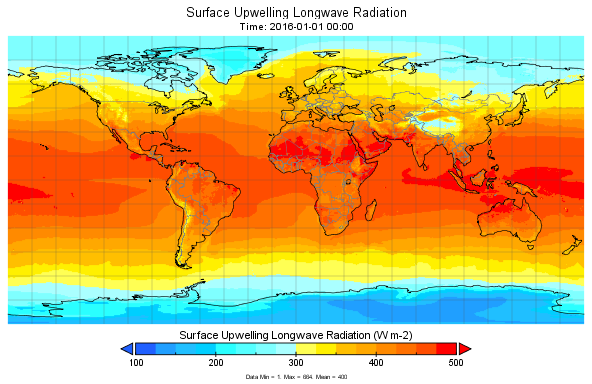 Surface Upwelling Longwave Radiation
Time: 2016-01-01 00:00
Surface Upwelling Longwave Radiation (W m-2)
100 200 300 400 500
Data Min = 1, Max = 664, Mean = 400